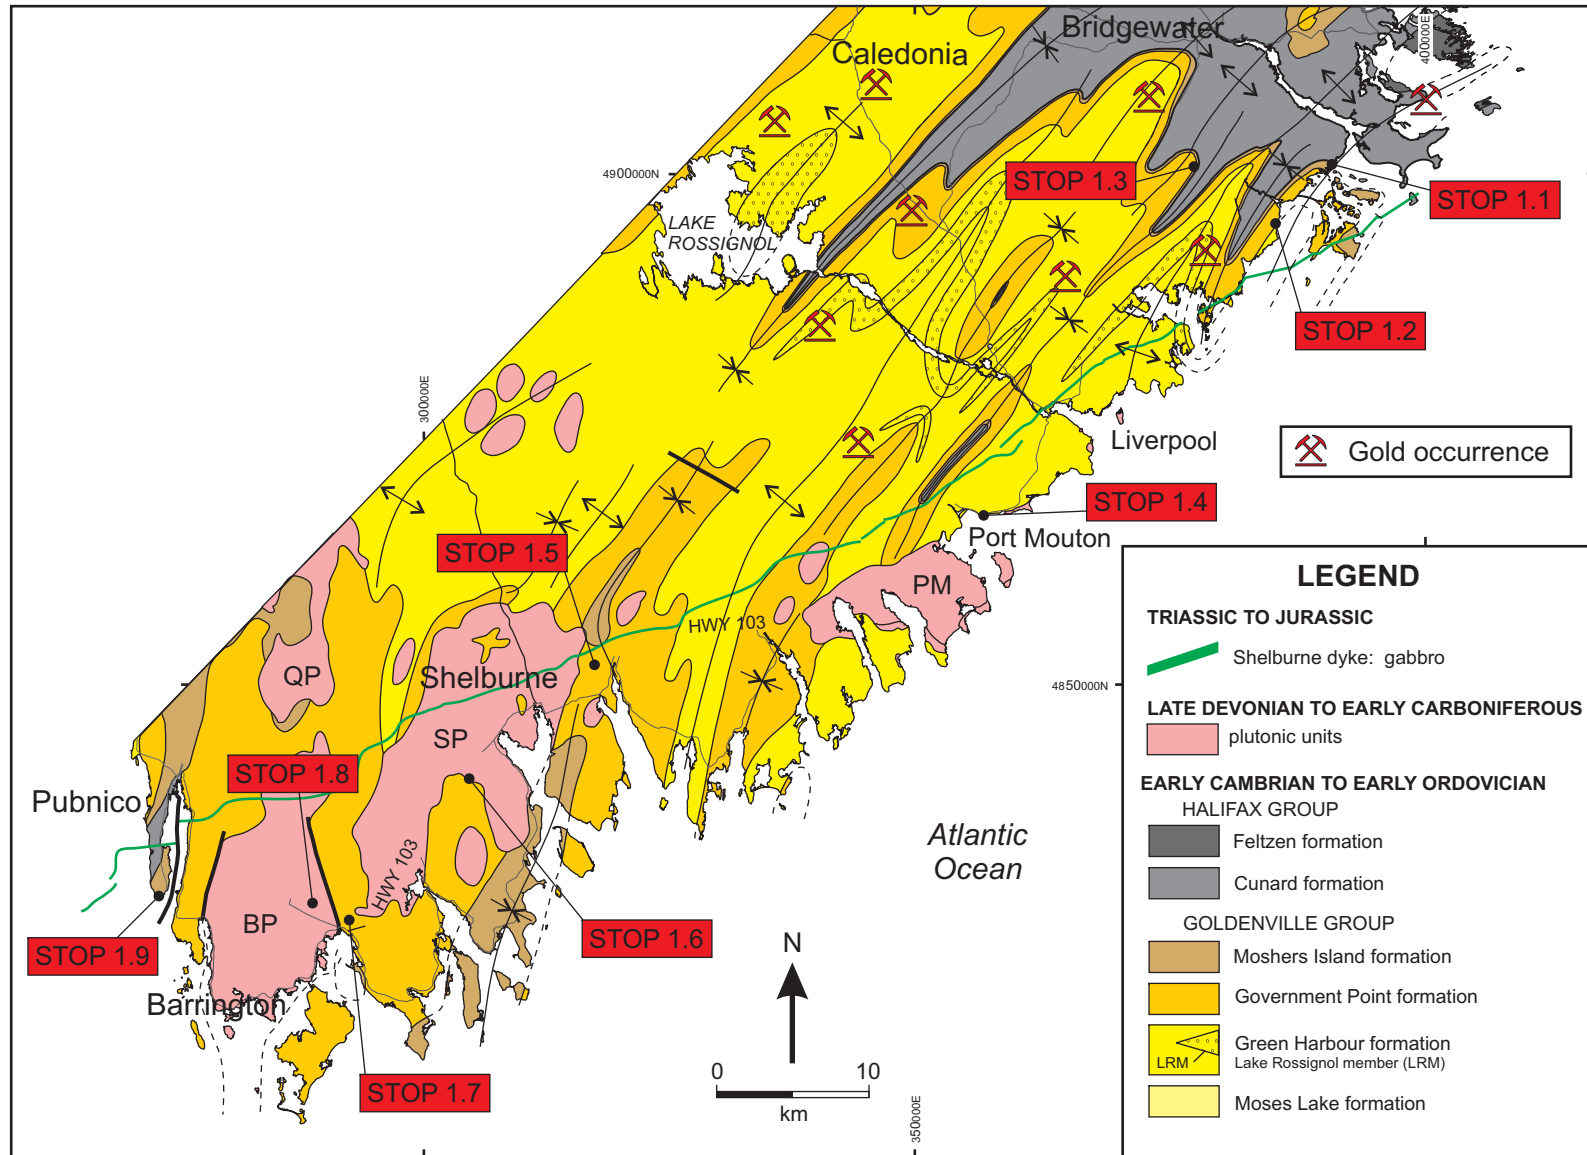 Bridgewater
400000E
Caledonia
4900000N
STOP 1.3
STOP 1.1
LAKE
ROSSIGNOL
STOP 1.2
300000E
Liverpool
Gold occurrence
STOP 1.4
Port Mouton
STOP 1.5
PM
HWY 103
QP
Shelburne
4850000N
SP
STOP 1.8
Pubnico
HWY 103
Atlantic
Ocean
BP
STOP 1.9
STOP 1.6
N
Barrington
0
10
km
STOP 1.7
350000E
LEGEND
TRIASSIC TO JURASSIC
Shelburne dyke: gabbro
LATE DEVONIAN TO EARLY CARBONIFEROUS
plutonic units
EARLY CAMBRIAN TO EARLY ORDOVICIAN
HALIFAX GROUP
Feltzen formation
Cunard formation
GOLDENVILLE GROUP
Moshers Island formation
Government Point formation
Green Harbour formation
LRM
Lake Rossignol member (LRM)
Moses Lake formation